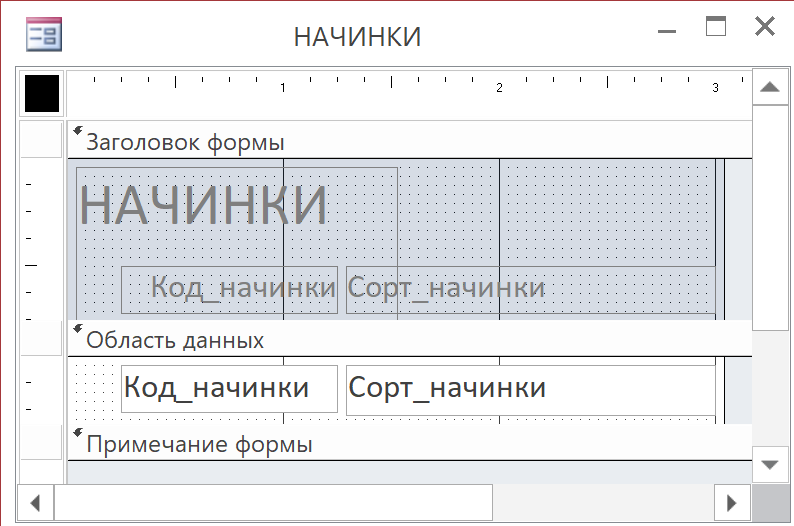 НАЧИНКИ
1 2 3
Заголовок формы
НАЧИНКИ
Код_начинки Сорт_начинки
Область данных
Код_начинки Сорт_начинки
Примечание формы